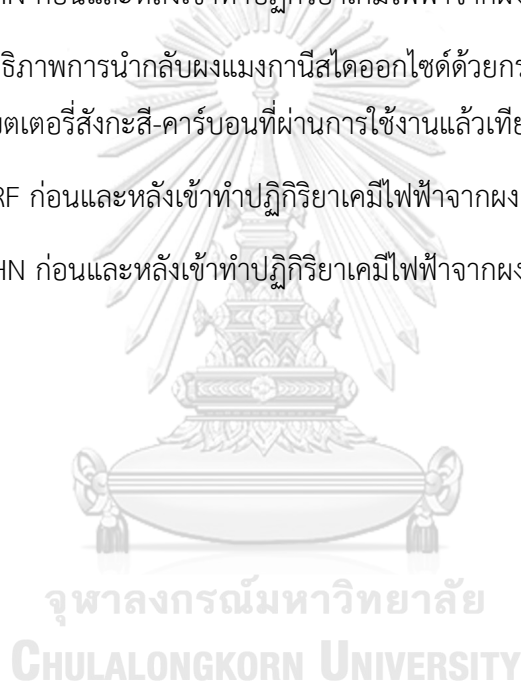 ก่อนและหลังเข้าทำปฏิกิริยาเคมีไฟฟ้าจากผง
ธิภาพการนำกลับผงแมงกานีสไดออกไซด์ด้วยกร
ตเตอรี่สังกะสี-คาร์บอนที่ผ่านการใช้งานแล้วเทีย
RF ก่อนและหลังเข้าทำปฏิกิริยาเคมีไฟฟ้าจากผง
HN ก่อนและหลังเข้าทำปฏิกิริยาเคมีไฟฟ้าจากผง
จุฬาลงกรณ์มหาวิทยาลัย
CHULALONGKORN UNIVERSITY